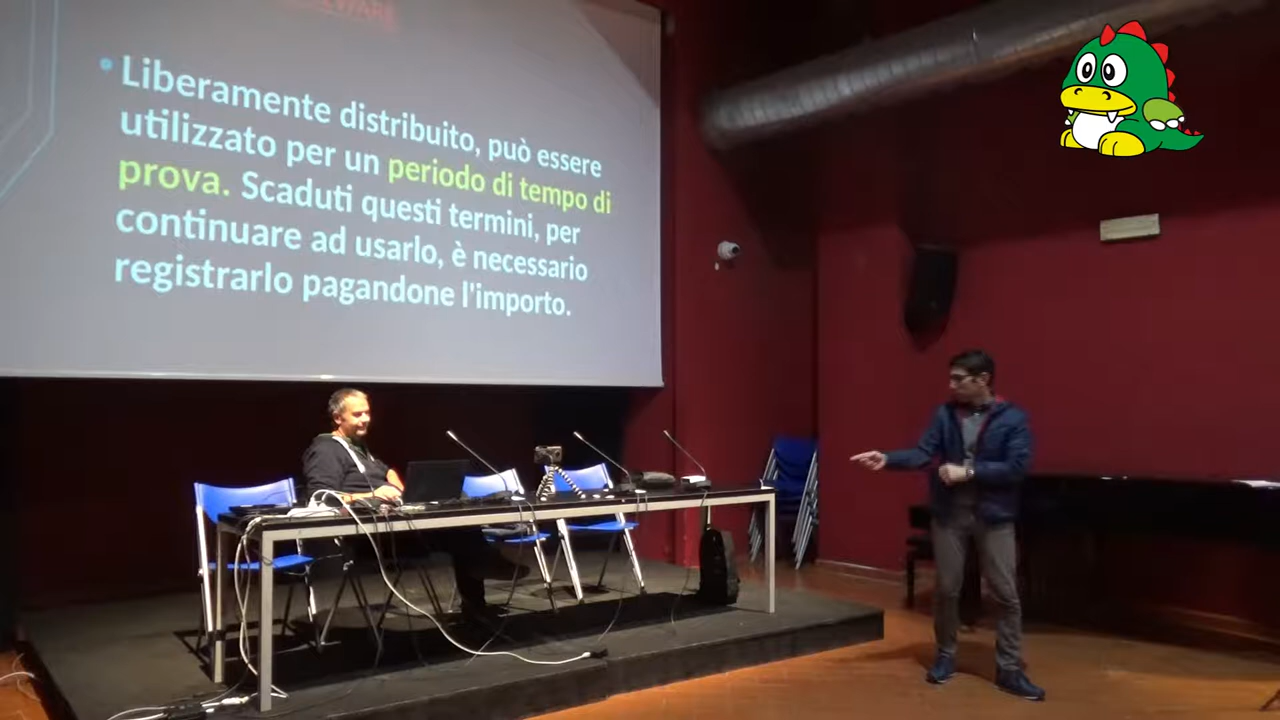 Liberamente distribuito, può essere
utilizzato per un periodo di tempo di
prova. Scaduti questi termini, per
continuare ad usarlo, è necessario
registrarlo pagandone l'importo.